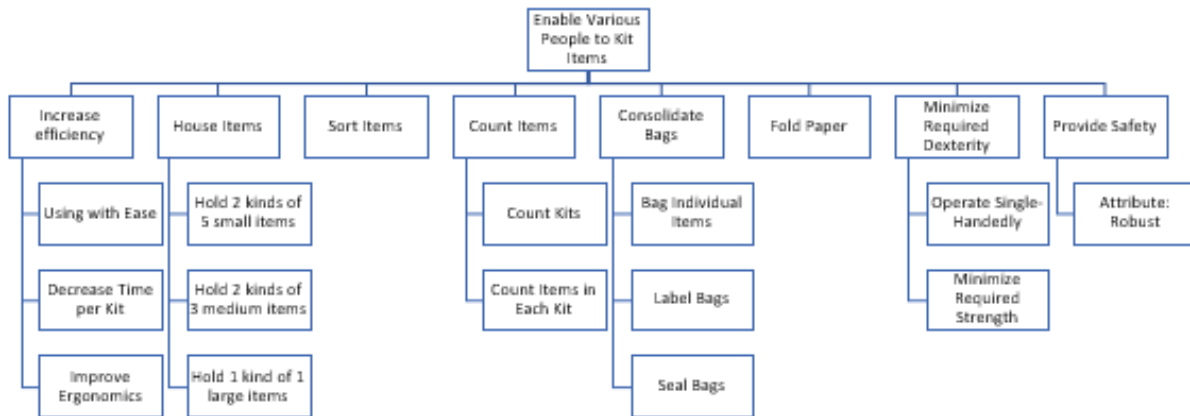 Enable Various
People to Kit
Items
Increase
efficiency
House Items
Sort Items
Count Items
Consolidate
Bags
Fold Paper
Minimize
Required
Dexterity
Provide Safety
Using with Ease
Hold 2 kinds of
5 small items
Count Kits
Bag Individual
Items
Operate Single-
Handedly
Attribute:
Robust
Decrease Time
per Kit
Hold 2 kinds of
3 medium items
Count Items in
Each Kit
Label Bags
Minimize
Required
Strength
Improve
Ergonomics
Hold 1 kind of 1
large items
Seal Bags